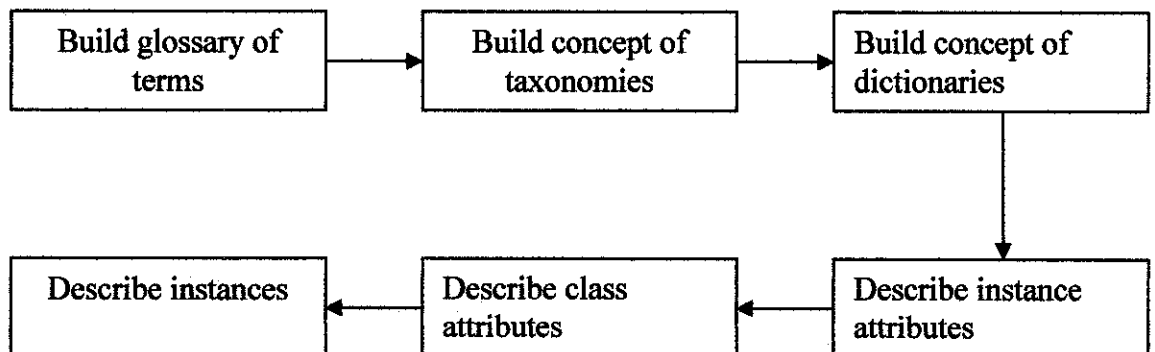 Build glossary of
terms
Build concept of
taxonomies
Build concept of
dictionaries
Describe instance
attributes
Describe class
attributes
Describe instances